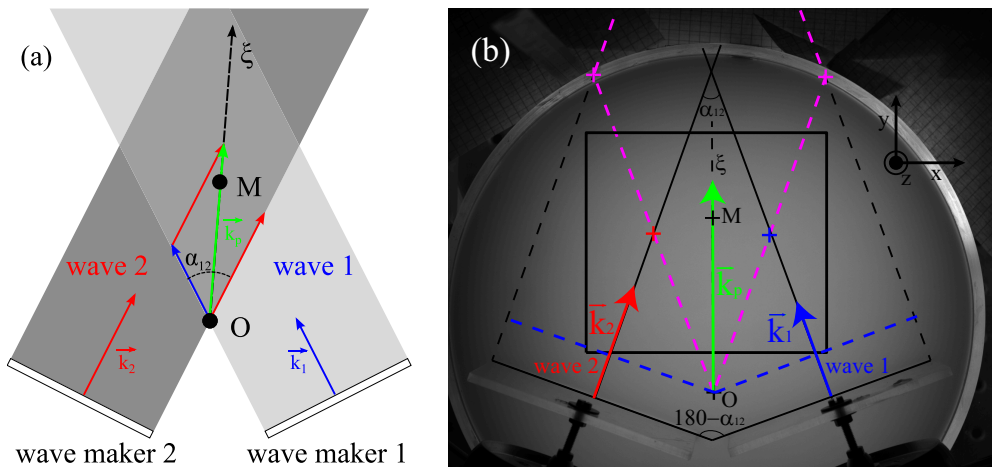 (a)
ξ
M
k_p
α₁₂
wave 2
wave 1
O
k₂
k₁
wave maker 2
wave maker 1
(b)
α₁₂
y
z
x
ξ
M
k_p
k₂
k₁
wave 2
wave 1
O
180-α₁₂